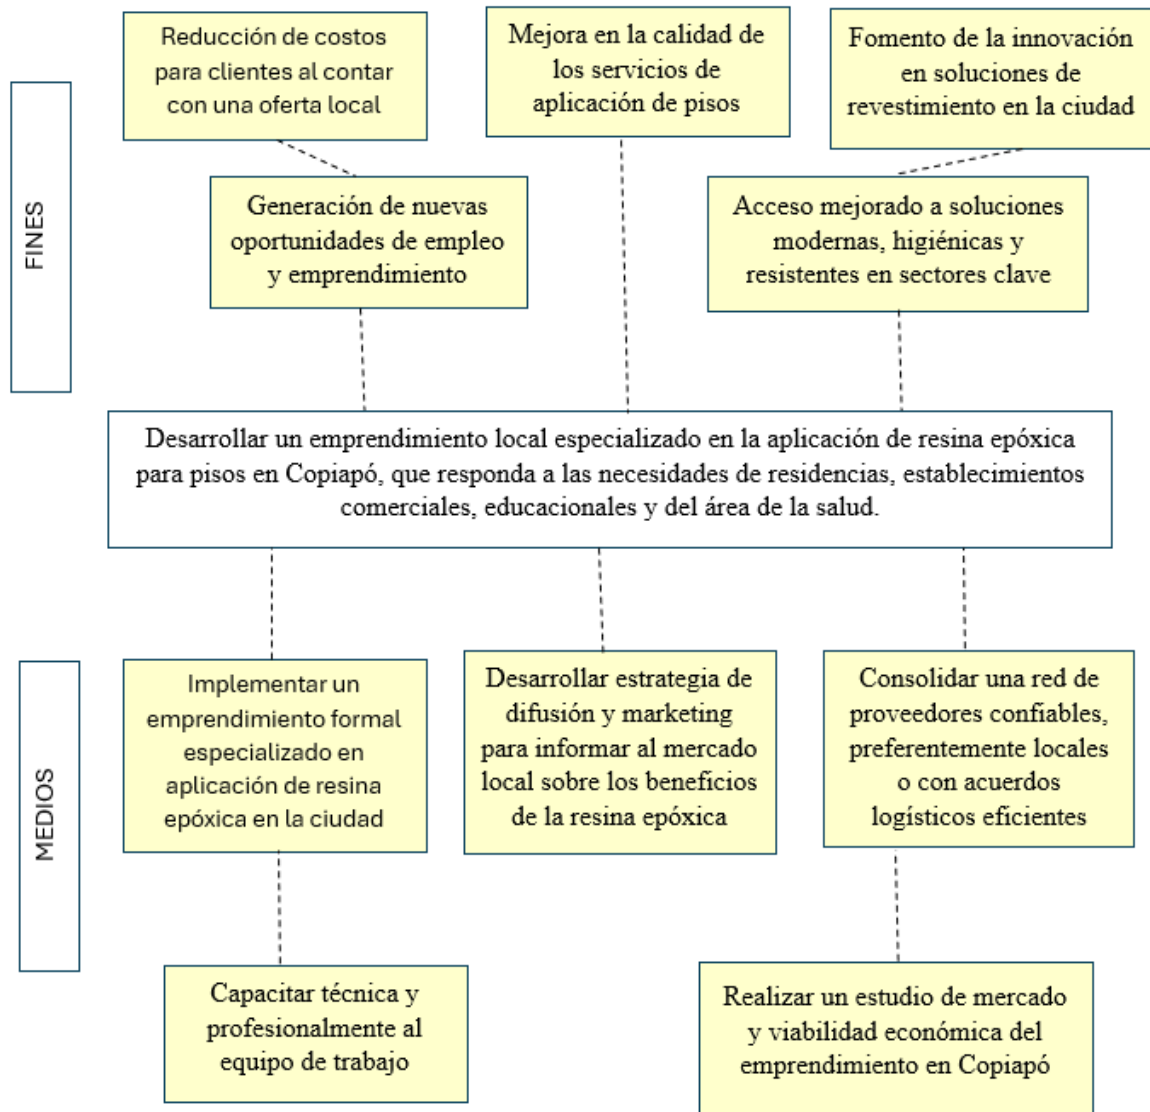 Reducción de costos
para clientes al contar
con una oferta local
Mejora en la calidad de
los servicios de
aplicación de pisos
Fomento de la innovación
en soluciones de
revestimiento en la ciudad
FINES
Generación de nuevas
oportunidades de empleo
y emprendimiento
Acceso mejorado a soluciones
modernas, higiénicas y
resistentes en sectores clave
Desarrollar un emprendimiento local especializado en la aplicación de resina epóxica
para pisos en Copiapó, que responda a las necesidades de residencias, establecimientos
comerciales, educacionales y del área de la salud.
MEDIOS
Implementar un
emprendimiento formal
especializado en
aplicación de resina
epóxica en la ciudad
Desarrollar estrategia de
difusión y marketing
para informar al mercado
local sobre los beneficios
de la resina epóxica
Consolidar una red de
proveedores confiables,
preferentemente locales
o con acuerdos
logísticos eficientes
Capacitar técnica y
profesionalmente al
equipo de trabajo
Realizar un estudio de mercado
y viabilidad económica del
emprendimiento en Copiapó